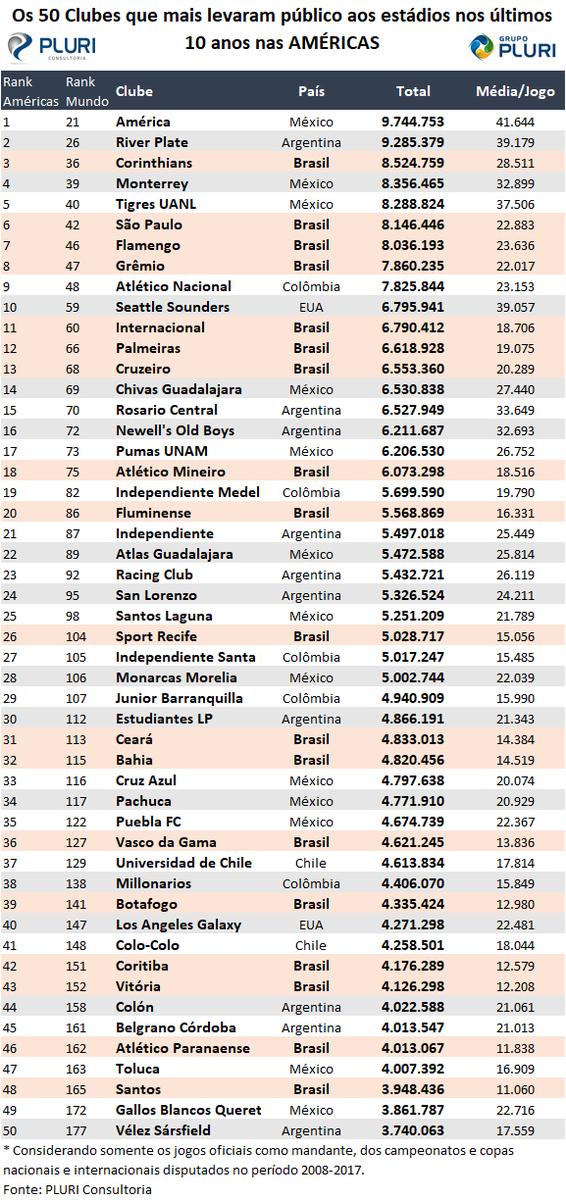 Os 50 Clubes que mais levaram público aos estádios nos últimos
10 anos nas AMÉRICAS
PLURI
CONSULTORIA
GRUPO
PLURI
Rank Américas Rank Mundo Clube País Total Média/Jogo
1 21 América México 9.744.753 41.644
2 26 River Plate Argentina 9.285.379 39.179
3 36 Corinthians Brasil 8.524.759 28.511
4 39 Monterrey México 8.356.465 32.899
5 40 Tigres UANL México 8.288.824 37.506
6 42 São Paulo Brasil 8.146.446 22.883
7 46 Flamengo Brasil 8.036.193 23.636
8 47 Grêmio Brasil 7.860.235 22.017
9 48 Atlético Nacional Colômbia 7.825.844 23.153
10 59 Seattle Sounders EUA 6.795.941 39.057
11 60 Internacional Brasil 6.790.412 18.706
12 66 Palmeiras Brasil 6.618.928 19.075
13 68 Cruzeiro Brasil 6.553.360 20.289
14 69 Chivas Guadalajara México 6.530.838 27.440
15 70 Rosario Central Argentina 6.527.949 33.649
16 72 Newell's Old Boys Argentina 6.211.687 32.693
17 73 Pumas UNAM México 6.206.530 26.752
18 75 Atlético Mineiro Brasil 6.073.298 18.516
19 82 Independiente Medel Colômbia 5.699.590 19.790
20 86 Fluminense Brasil 5.568.869 16.331
21 87 Independiente Argentina 5.497.018 25.449
22 89 Atlas Guadalajara México 5.472.588 25.814
23 92 Racing Club Argentina 5.432.721 26.119
24 95 San Lorenzo Argentina 5.326.524 24.211
25 98 Santos Laguna México 5.251.209 21.789
26 104 Sport Recife Brasil 5.028.717 15.056
27 105 Independiente Santa Colômbia 5.017.247 15.485
28 106 Monarcas Morelia México 5.002.744 22.039
29 107 Junior Barranquilla Colômbia 4.940.909 15.990
30 112 Estudiantes LP Argentina 4.866.191 21.343
31 113 Ceará Brasil 4.833.013 14.384
32 115 Bahia Brasil 4.820.456 14.519
33 116 Cruz Azul México 4.797.638 20.074
34 117 Pachuca México 4.771.910 20.929
35 122 Puebla FC México 4.674.739 22.367
36 127 Vasco da Gama Brasil 4.621.245 13.836
37 129 Universidad de Chile Chile 4.613.834 17.814
38 138 Millonarios Colômbia 4.406.070 15.849
39 141 Botafogo Brasil 4.335.424 12.980
40 147 Los Angeles Galaxy EUA 4.271.298 22.481
41 148 Colo-Colo Chile 4.258.501 18.044
42 151 Coritiba Brasil 4.176.289 12.579
43 152 Vitória Brasil 4.126.298 12.208
44 158 Colón Argentina 4.022.588 21.061
45 161 Belgrano Córdoba Argentina 4.013.547 21.013
46 162 Atlético Paranaense Brasil 4.013.067 11.838
47 163 Toluca México 4.007.392 16.909
48 165 Santos Brasil 3.948.436 11.060
49 172 Gallos Blancos Queret México 3.861.787 22.716
50 177 Vélez Sársfield Argentina 3.740.063 17.559
* Considerando somente os jogos oficiais como mandante, dos campeonatos e copas
nacionais e internacionais disputados no período 2008-2017.
Fonte: PLURI Consultoria